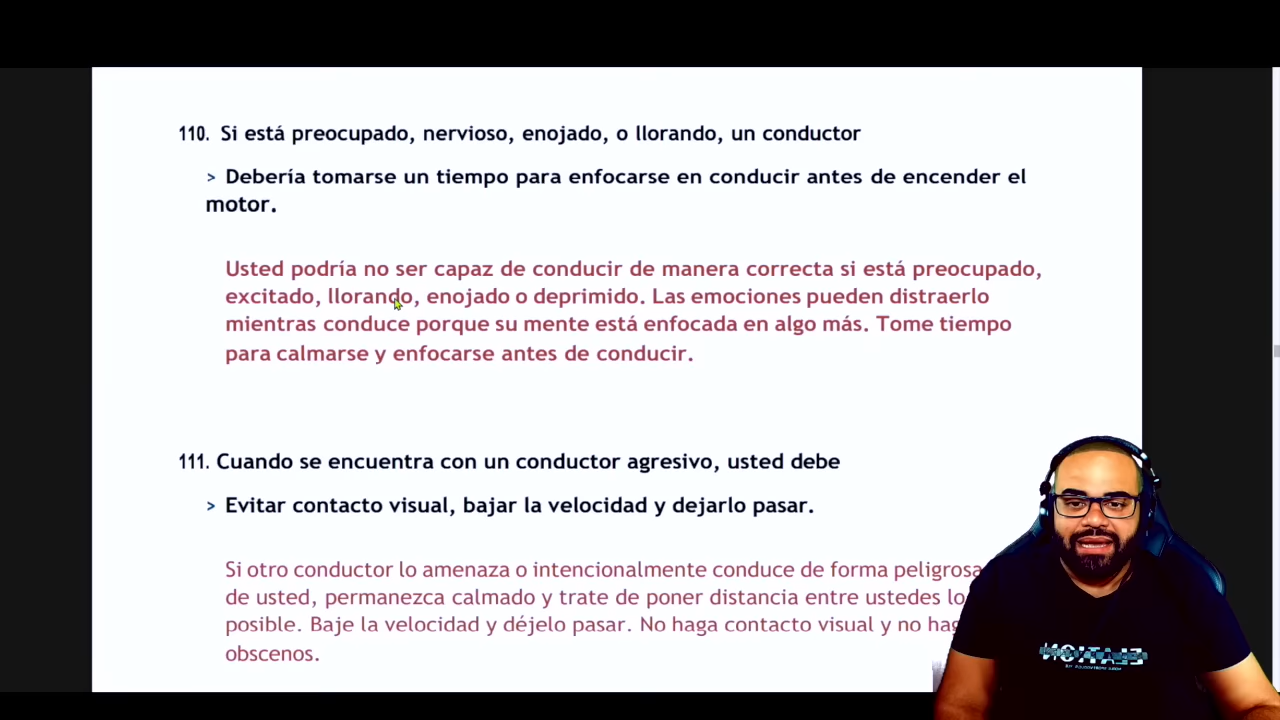 110. Si está preocupado, nervioso, enojado, o llorando, un conductor
> Debería tomarse un tiempo para enfocarse en conducir antes de encender el
motor.
Usted podría no ser capaz de conducir de manera correcta si está preocupado,
excitado, llorando, enojado o deprimido. Las emociones pueden distraerlo
mientras conduce porque su mente está enfocada en algo más. Tome tiempo
para calmarse y enfocarse antes de conducir.
111. Cuando se encuentra con un conductor agresivo, usted debe
> Evitar contacto visual, bajar la velocidad y dejarlo pasar.
Si otro conductor lo amenaza o intencionalmente conduce de forma peligrosa
de usted, permanezca calmado y trate de poner distancia entre ustedes lo
posible. Baje la velocidad y déjelo pasar. No haga contacto visual y no hag
obscenos.